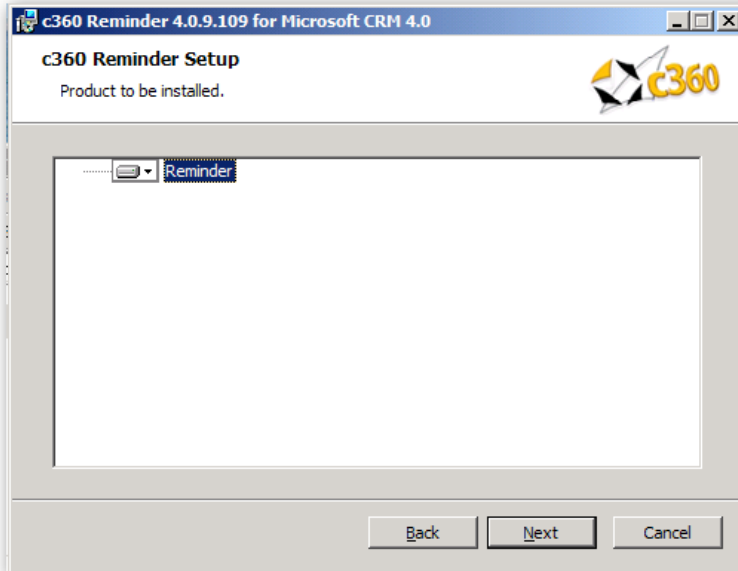 c360 Reminder 4.0.9.109 for Microsoft CRM 4.0
c360 Reminder Setup
Product to be installed.
c360
Reminder
Back
Next
Cancel